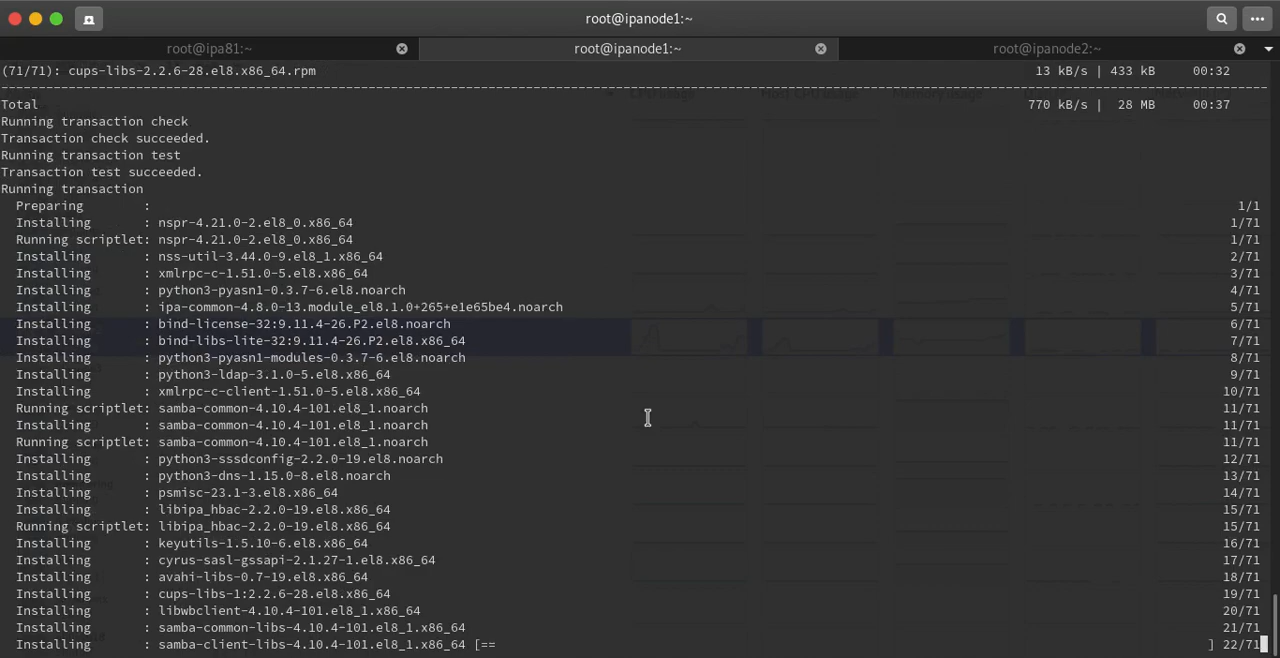 root@ipanode1:~
root@ipa81:~ root@ipanode1:~ root@ipanode2:~
(71/71): cups-libs-2.2.6-28.el8.x86_64.rpm 13 kB/s | 433 kB 00:32
--------------------------------------------------------------------------------
Total 770 kB/s | 28 MB 00:37
Running transaction check
Transaction check succeeded.
Running transaction test
Transaction test succeeded.
Running transaction
Preparing : 1/1
Installing : nspr-4.21.0-2.el8_0.x86_64 1/71
Running scriptlet: nspr-4.21.0-2.el8_0.x86_64 1/71
Installing : nss-util-3.44.0-9.el8_1.x86_64 2/71
Installing : xmlrpc-c-1.51.0-5.el8.x86_64 3/71
Installing : python3-pyasn1-0.3.7-6.el8.noarch 4/71
Installing : ipa-common-4.8.0-13.module_el8.1.0+265+e1e65be4.noarch 5/71
Installing : bind-license-32:9.11.4-26.P2.el8.noarch 6/71
Installing : bind-libs-lite-32:9.11.4-26.P2.el8.x86_64 7/71
Installing : python3-pyasn1-modules-0.3.7-6.el8.noarch 8/71
Installing : python3-ldap-3.1.0-5.el8.x86_64 9/71
Installing : xmlrpc-c-client-1.51.0-5.el8.x86_64 10/71
Running scriptlet: samba-common-4.10.4-101.el8_1.noarch 11/71
Installing : samba-common-4.10.4-101.el8_1.noarch 11/71
Running scriptlet: samba-common-4.10.4-101.el8_1.noarch 11/71
Installing : python3-sssdconfig-2.2.0-19.el8.noarch 12/71
Installing : python3-dns-1.15.0-8.el8.noarch 13/71
Installing : psmisc-23.1-3.el8.x86_64 14/71
Installing : libipa_hbac-2.2.0-19.el8.x86_64 15/71
Running scriptlet: libipa_hbac-2.2.0-19.el8.x86_64 15/71
Installing : keyutils-1.5.10-6.el8.x86_64 16/71
Installing : cyrus-sasl-gssapi-2.1.27-1.el8.x86_64 17/71
Installing : avahi-libs-0.7-19.el8.x86_64 18/71
Installing : cups-libs-1:2.2.6-28.el8.x86_64 19/71
Installing : libwbclient-4.10.4-101.el8_1.x86_64 20/71
Installing : samba-common-libs-4.10.4-101.el8_1.x86_64 21/71
Installing : samba-client-libs-4.10.4-101.el8_1.x86_64 [== ] 22/71